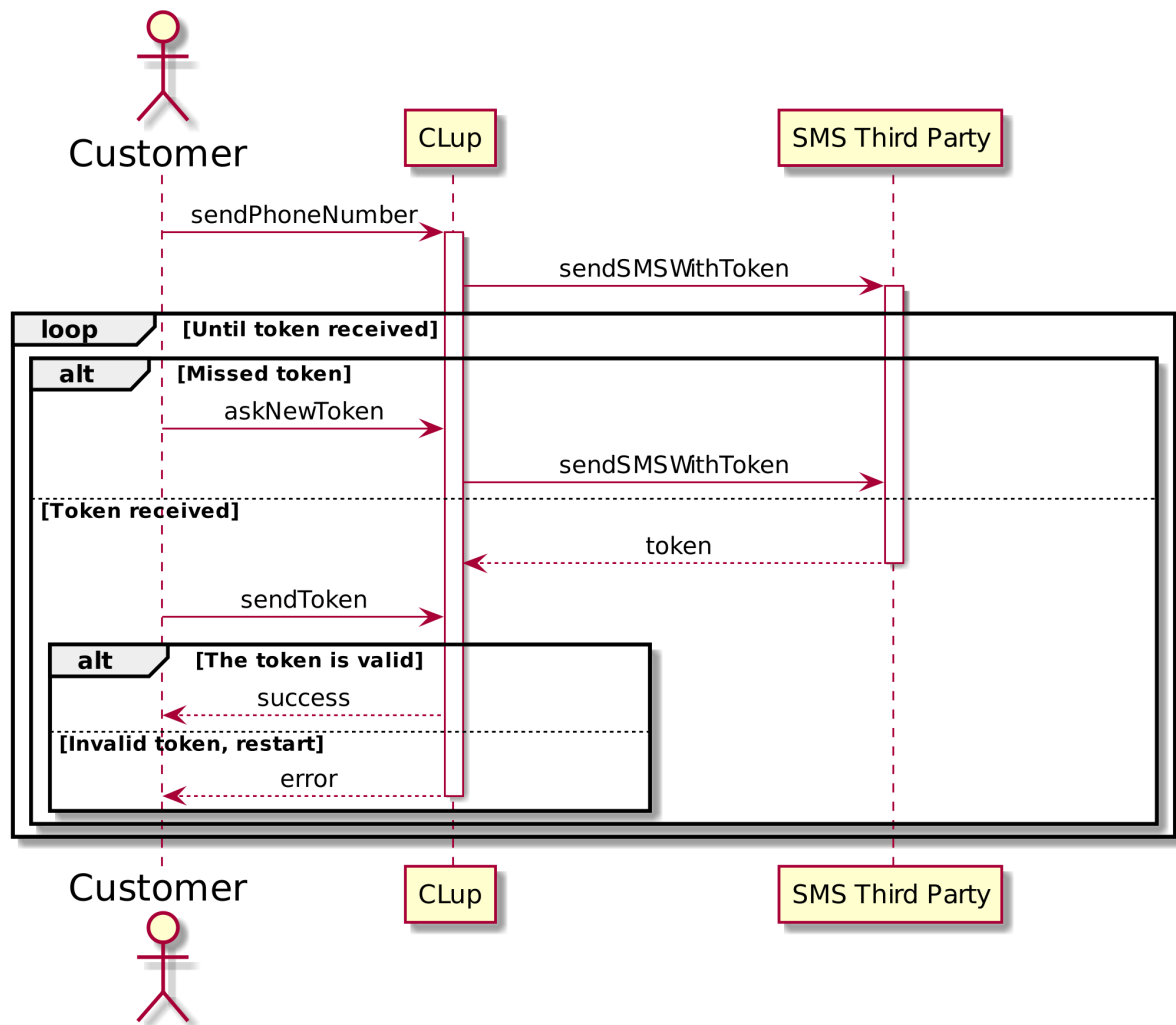 Customer
CLup
SMS Third Party
sendPhoneNumber
sendSMSWithToken
loop [Until token received]
alt [Missed token]
askNewToken
sendSMSWithToken
[Token received]
token
sendToken
alt [The token is valid]
success
[Invalid token, restart]
error
Customer
CLup
SMS Third Party